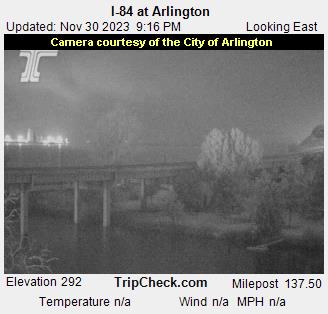 I-84 at Arlington
Updated: Nov 30 2023 9:16 PM Looking East
Camera courtesy of the City of Arlington
Elevation 292 TripCheck.com Milepost 137.50
Temperature n/a Wind n/a MPH n/a